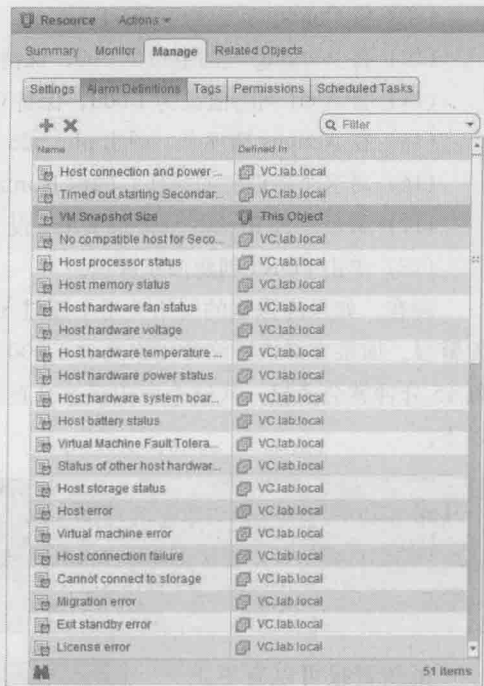 Resource Actions
Summary Monitor Manage Related Objects
Settings Alarm Definitions Tags Permissions Scheduled Tasks
Filter
Name Defined In
Host connection and power ... VC.lab.local
Timed out starting Secondar... VC.lab.local
VM Snapshot Size This Object
No compatible host for Seco... VC.lab.local
Host processor status VC.lab.local
Host memory status VC.lab.local
Host hardware fan status VC.lab.local
Host hardware voltage VC.lab.local
Host hardware temperature ... VC.lab.local
Host hardware power status VC.lab.local
Host hardware system boar... VC.lab.local
Host battery status VC.lab.local
Virtual Machine Fault Tolera... VC.lab.local
Status of other host hardwar... VC.lab.local
Host storage status VC.lab.local
Host error VC.lab.local
Virtual machine error VC.lab.local
Host connection failure VC.lab.local
Cannot connect to storage VC.lab.local
Migration error VC.lab.local
Exit standby error VC.lab.local
License error VC.lab.local
51 items